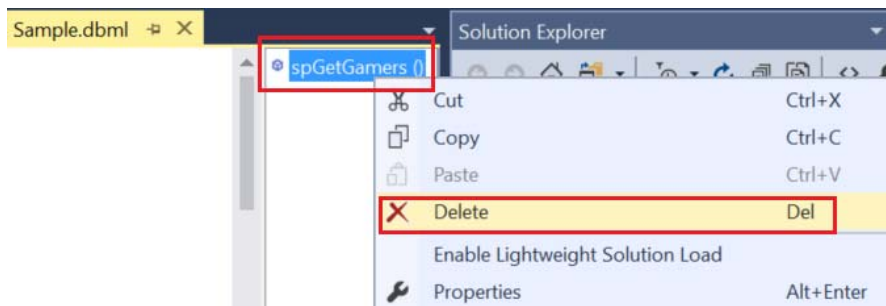 Sample.dbml
Solution Explorer
spGetGamers ()
Cut Ctrl+X
Copy Ctrl+C
Paste Ctrl+V
Delete Del
Enable Lightweight Solution Load
Properties Alt+Enter